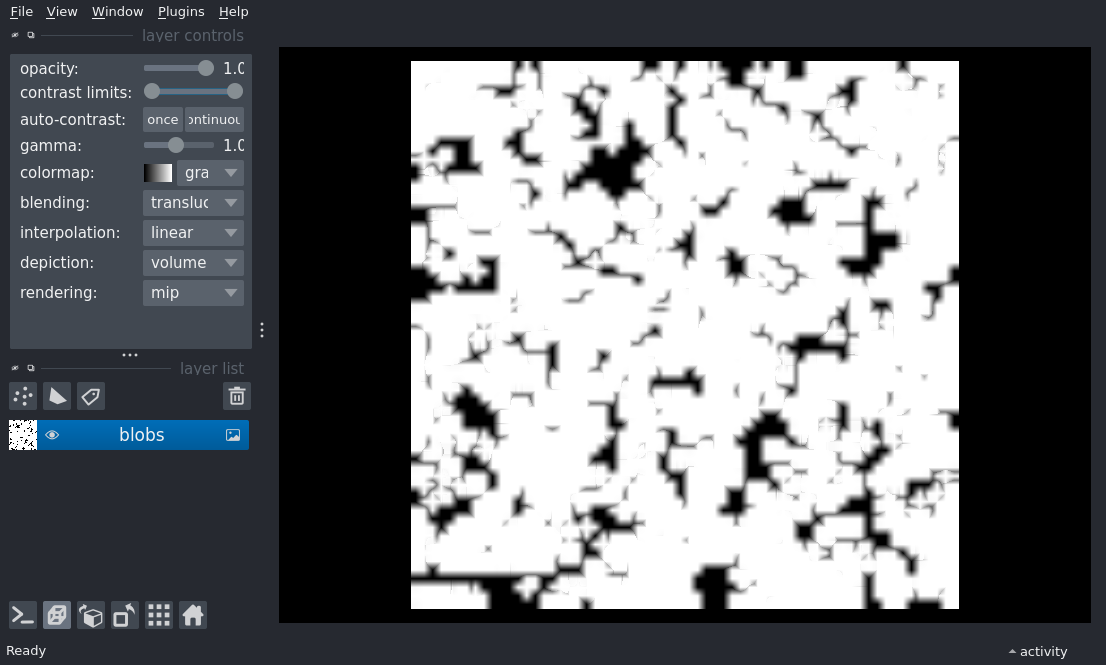 File View Window Plugins Help
layer controls
opacity: 1.0
contrast limits:
auto-contrast: once ontinuou
gamma: 1.0
colormap: gra
blending: transluc
interpolation: linear
depiction: volume
rendering: mip
layer list
blobs
Ready
activity